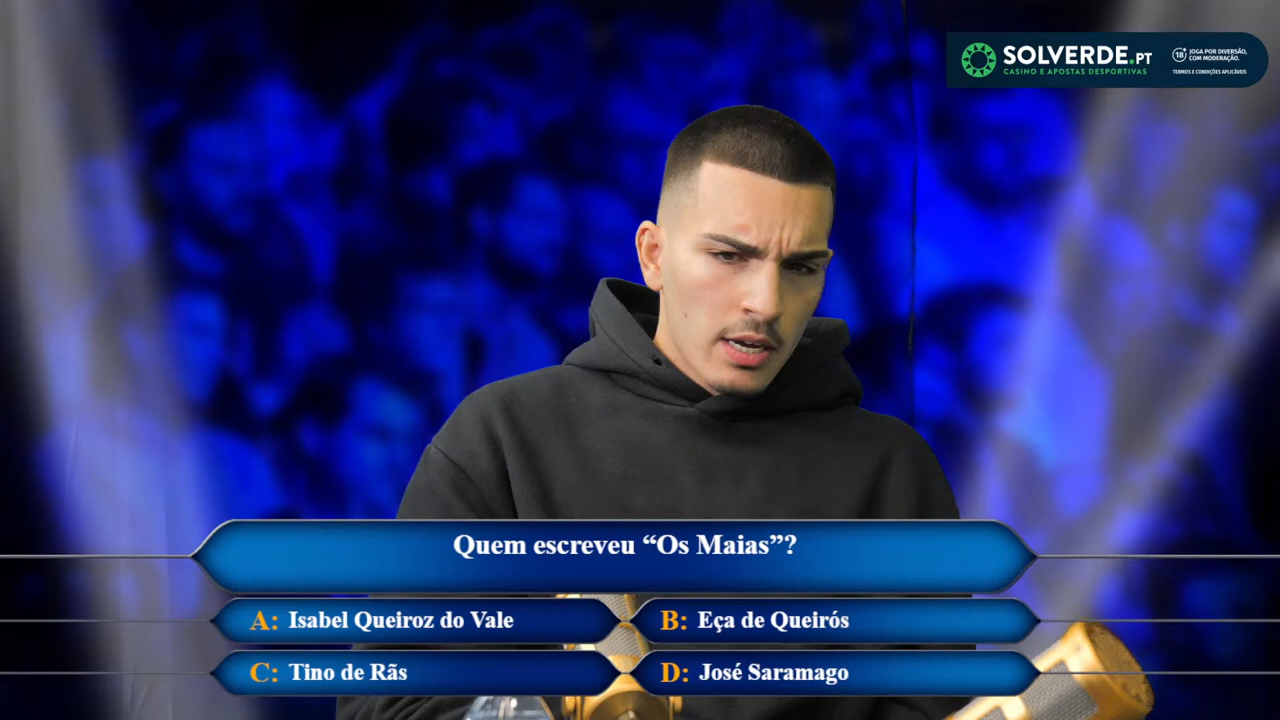 SOLVERDE.PT
CASINO E APOSTAS DESPORTIVAS
18+
JOGA POR DIVERSÃO,
COM MODERAÇÃO.
TERMOS E CONDIÇÕES APLICÁVEIS
Quem escreveu “Os Maias”?
A: Isabel Queiroz do Vale
B: Eça de Queirós
C: Tino de Rãs
D: José Saramago